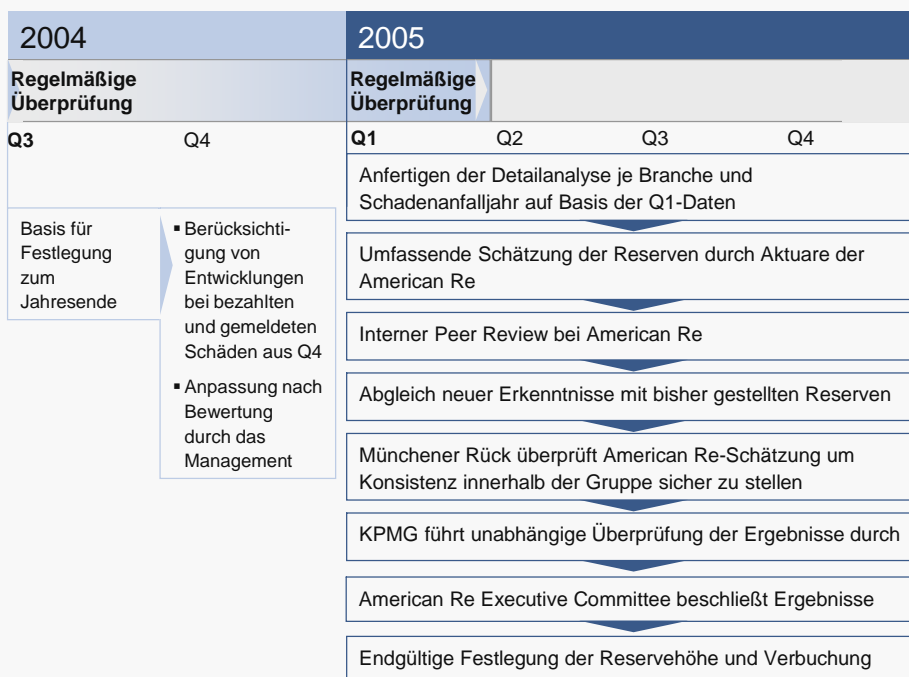 2004
2005
Regelmäßige
Überprüfung
Regelmäßige
Überprüfung
Q3
Q4
Q1
Q2
Q3
Q4
Basis für
Festlegung
zum
Jahresende
▪ Berücksichti-
gung von
Entwicklungen
bei bezahlten
und gemeldeten
Schäden aus Q4
▪ Anpassung nach
Bewertung
durch das
Management
Anfertigen der Detailanalyse je Branche und
Schadenanfalljahr auf Basis der Q1-Daten
Umfassende Schätzung der Reserven durch Aktuare der
American Re
Interner Peer Review bei American Re
Abgleich neuer Erkenntnisse mit bisher gestellten Reserven
Münchener Rück überprüft American Re-Schätzung um
Konsistenz innerhalb der Gruppe sicher zu stellen
KPMG führt unabhängige Überprüfung der Ergebnisse durch
American Re Executive Committee beschließt Ergebnisse
Endgültige Festlegung der Reservehöhe und Verbuchung